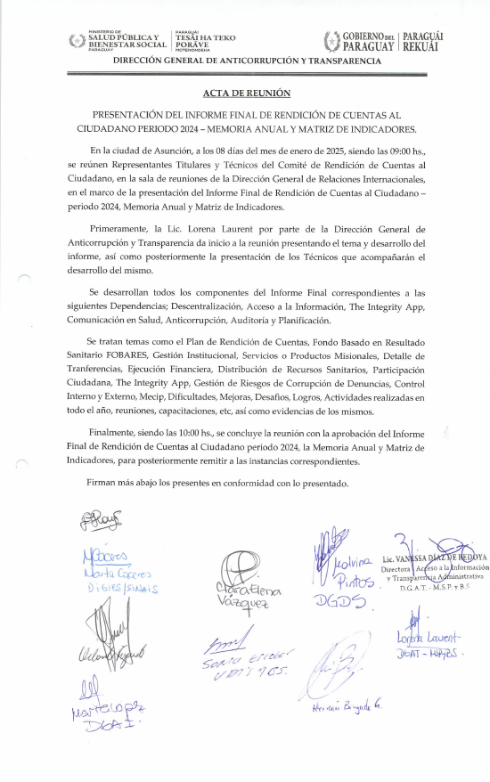 MINISTERIO DE
SALUD PÚBLICA Y
BIENESTAR SOCIAL
PARAGUAY
PARAGUÁI
TESÃI HA TEKO
PORÃVE
MOTENONDEHA
GOBIERNO DEL
PARAGUAY
PARAGUÁI
REKUÁI
DIRECCIÓN GENERAL DE ANTICORRUPCIÓN Y TRANSPARENCIA
ACTA DE REUNIÓN
PRESENTACIÓN DEL INFORME FINAL DE RENDICIÓN DE CUENTAS AL
CIUDADANO PERIODO 2024 – MEMORIA ANUAL Y MATRIZ DE INDICADORES.
En la ciudad de Asunción, a los 08 días del mes de enero de 2025, siendo las 09:00 hs.,
se reúnen Representantes Titulares y Técnicos del Comité de Rendición de Cuentas al
Ciudadano, en la sala de reuniones de la Dirección General de Relaciones Internacionales,
en el marco de la presentación del Informe Final de Rendición de Cuentas al Ciudadano –
periodo 2024, Memoria Anual y Matriz de Indicadores.
Primeramente, la Lic. Lorena Laurent por parte de la Dirección General de
Anticorrupción y Transparencia da inicio a la reunión presentando el tema y desarrollo del
informe, así como posteriormente la presentación de los Técnicos que acompañarán el
desarrollo del mismo.
Se desarrollan todos los componentes del Informe Final correspondientes a las
siguientes Dependencias; Descentralización, Acceso a la Información, The Integrity App,
Comunicación en Salud, Anticorrupción, Auditoria y Planificación.
Se tratan temas como el Plan de Rendición de Cuentas, Fondo Basado en Resultado
Sanitario FOBARES, Gestión Institucional, Servicios o Productos Misionales, Detalle de
Tranferencias, Ejecución Financiera, Distribución de Recursos Sanitarios, Participación
Ciudadana, The Integrity App, Gestión de Riesgos de Corrupción de Denuncias, Control
Interno y Externo, Mecip, Dificultades, Mejoras, Desafíos, Logros, Actividades realizadas en
todo el año, reuniones, capacitaciones, etc, así como evidencias de los mismos.
Finalmente, siendo las 10:00 hs., se concluye la reunión con la aprobación del Informe
Final de Rendición de Cuentas al Ciudadano periodo 2024, la Memoria Anual y Matriz de
Indicadores, para posteriormente remitir a las instancias correspondientes.
Firman más abajo los presentes en conformidad con lo presentado.
Marta Cáceres
DIGIES/SINAIS
Clara Elena
Vázquez
Malvina
Pintos
DGDS
Lic. VANESSA DÍAZ DE BEDOYA
Directora Acceso a la Información
y Transparencia Administrativa
D.G.A.T. - M.S.P. y B.S.
Lorena Laurent
DGAT - MSPyBS.
Marta Lopez
DGAI